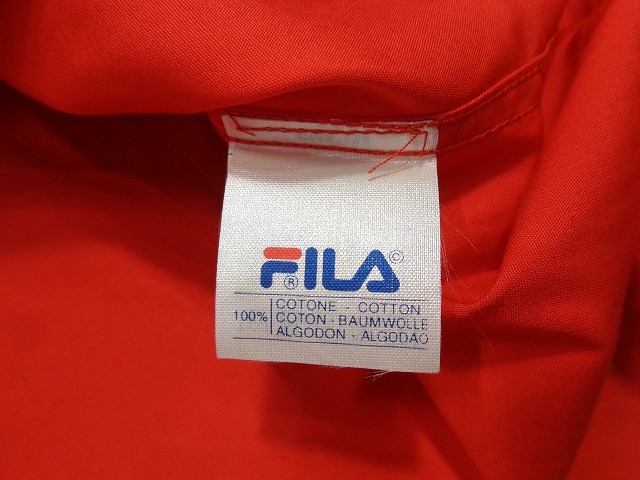 FILA®©
100%
COTONE - COTTON
COTON - BAUMWOLLE
ALGODON - ALGODAO